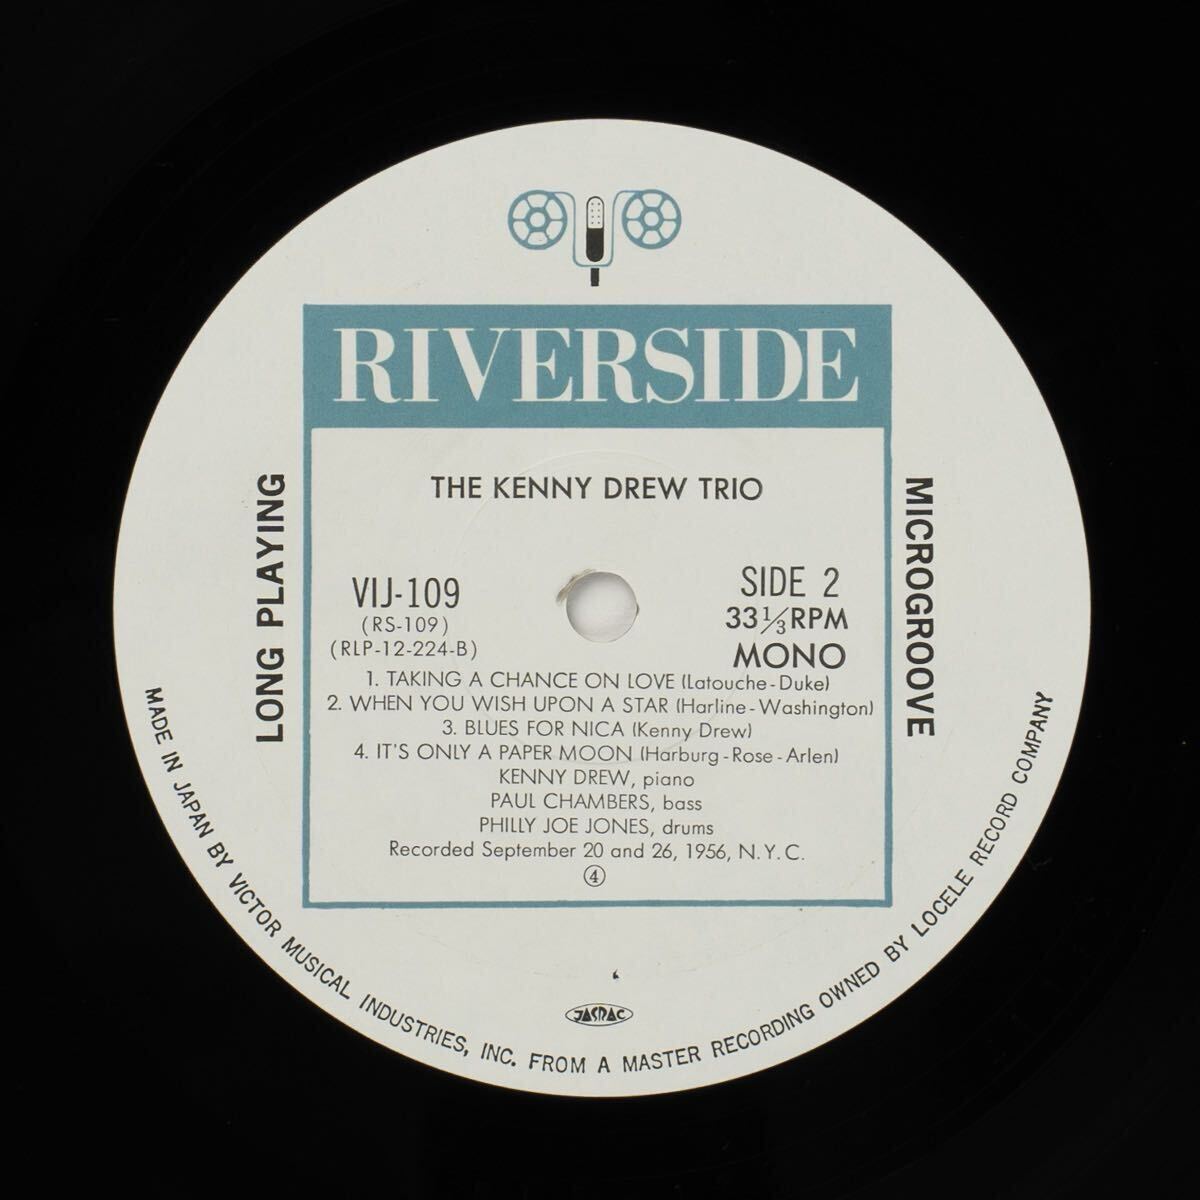 RIVERSIDE
THE KENNY DREW TRIO
LONG PLAYING
MICROGROOVE
VIJ-109
(RS-109)
(RLP-12-224-B)
SIDE 2
33 1/3 RPM
MONO
1. TAKING A CHANCE ON LOVE (Latouche-Duke)
2. WHEN YOU WISH UPON A STAR (Harline-Washington)
3. BLUES FOR NICA (Kenny Drew)
4. IT'S ONLY A PAPER MOON (Harburg-Rose-Arlen)
KENNY DREW, piano
PAUL CHAMBERS, bass
PHILLY JOE JONES, drums
Recorded September 20 and 26, 1956, N.Y.C.
④
JASRAC
MADE IN JAPAN BY VICTOR MUSICAL INDUSTRIES, INC. FROM A MASTER RECORDING OWNED BY LOCELE RECORD COMPANY